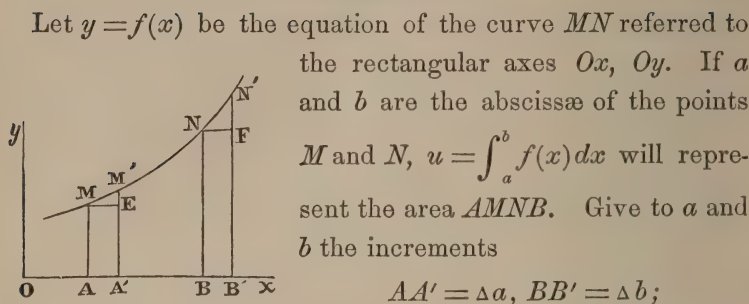 Let y = f(x) be the equation of the curve MN referred to
the rectangular axes Ox, Oy. If a
and b are the abscissæ of the points
M and N, u = ∫_a^b f(x) dx will repre-
sent the area AMNB. Give to a and
b the increments
AA′ = Δa, BB′ = Δb;
N′
y
N
F
M
M′
E
O A A′ B B′ x